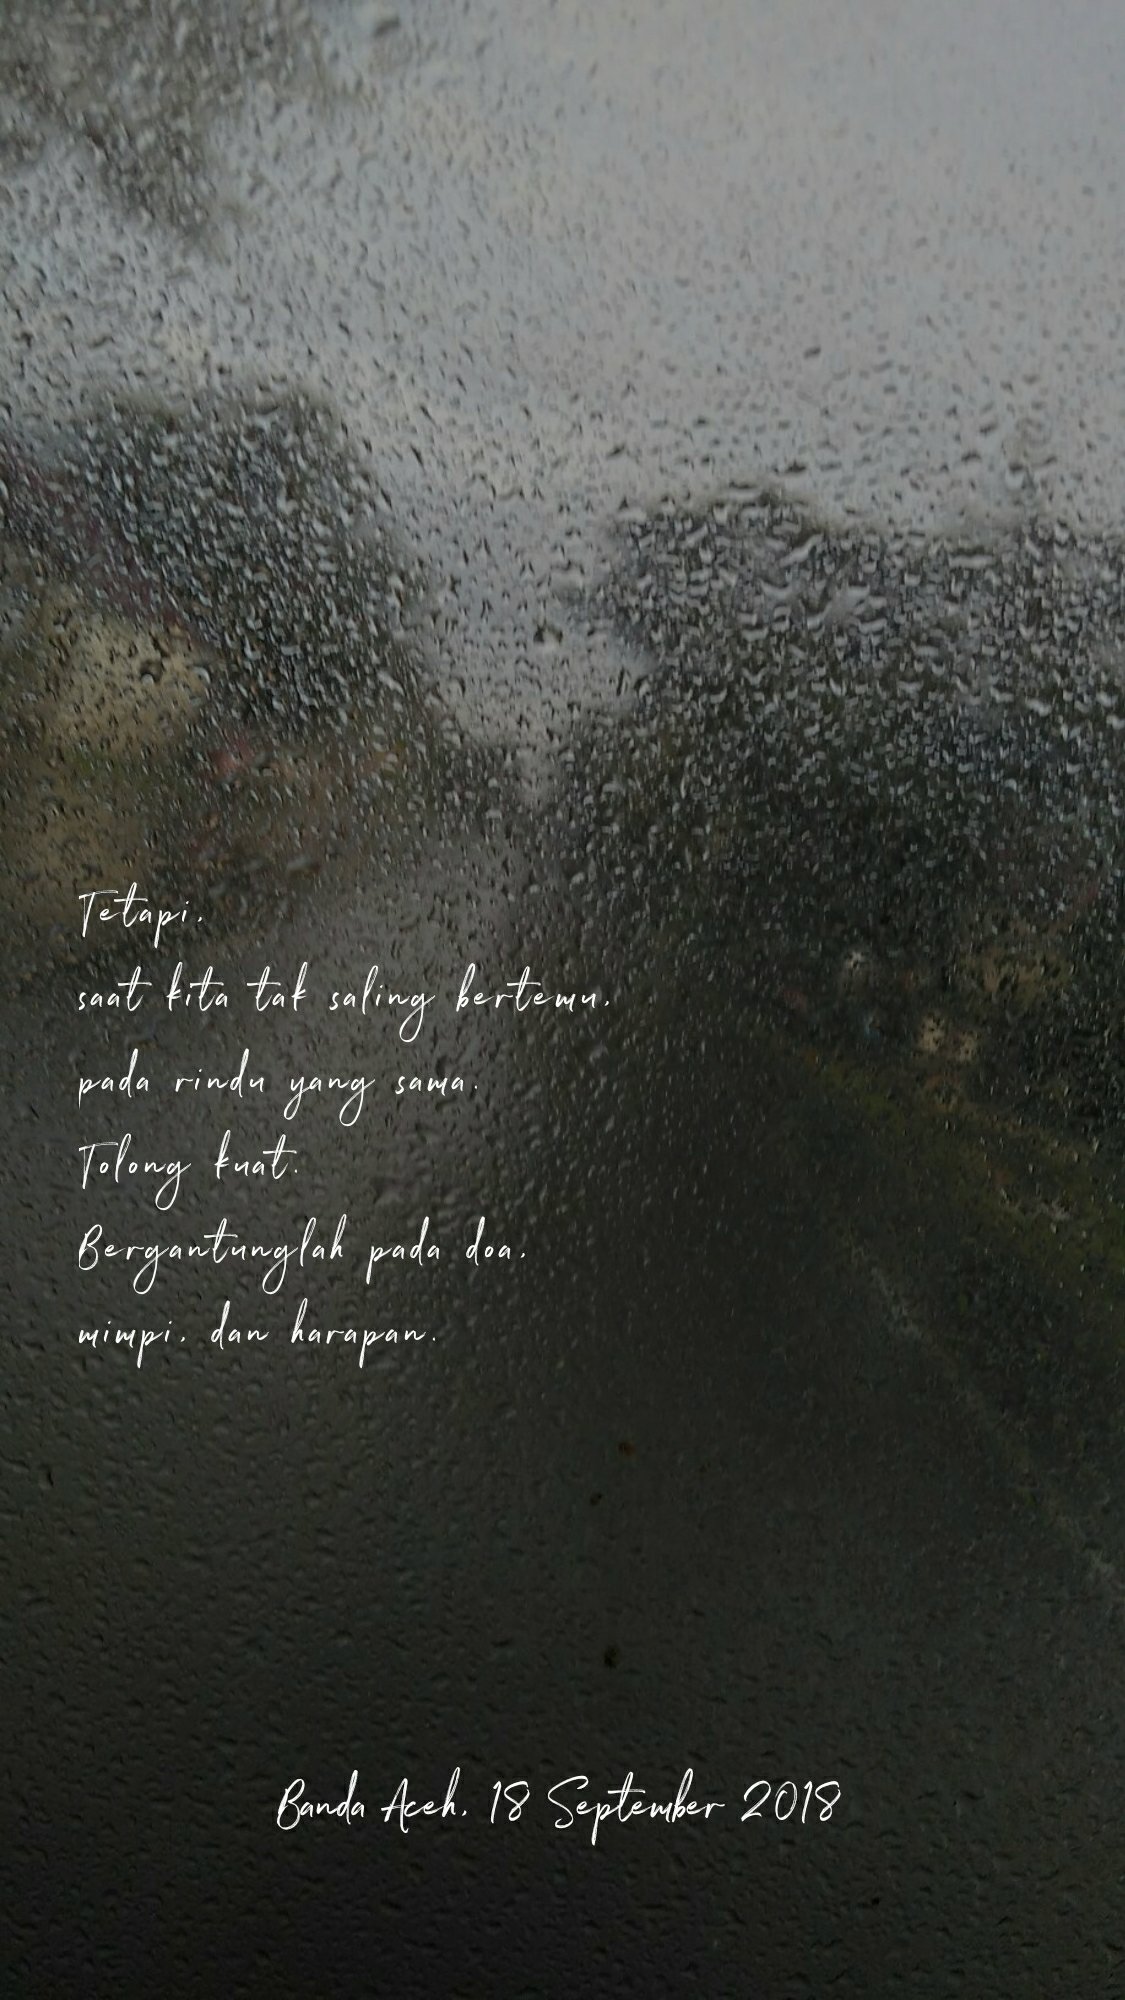 Tetapi,
saat kita tak saling bertemu,
pada rindu yang sama.
Tolong kuat.
Bergantunglah pada doa,
mimpi, dan harapan.
Banda Aceh, 18 September 2018